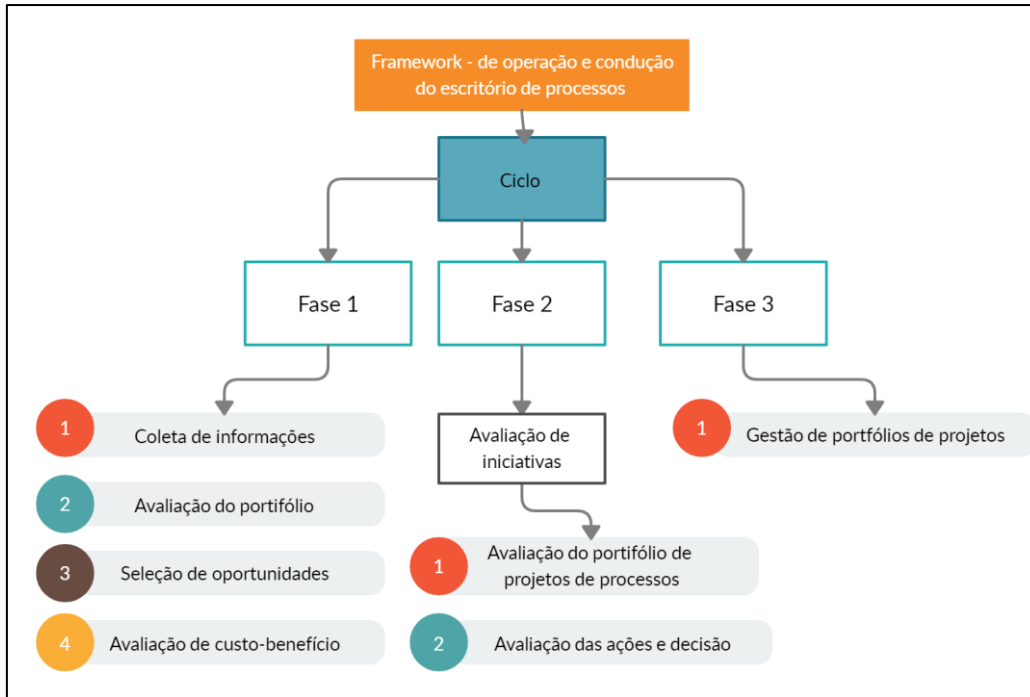 Framework - de operação e condução
do escritório de processos
Ciclo
Fase 1
Fase 2
Fase 3
1
Coleta de informações
2
Avaliação do portifólio
3
Seleção de oportunidades
4
Avaliação de custo-benefício
Avaliação de
iniciativas
1
Avaliação do portifólio de
projetos de processos
2
Avaliação das ações e decisão
1
Gestão de portfólios de projetos